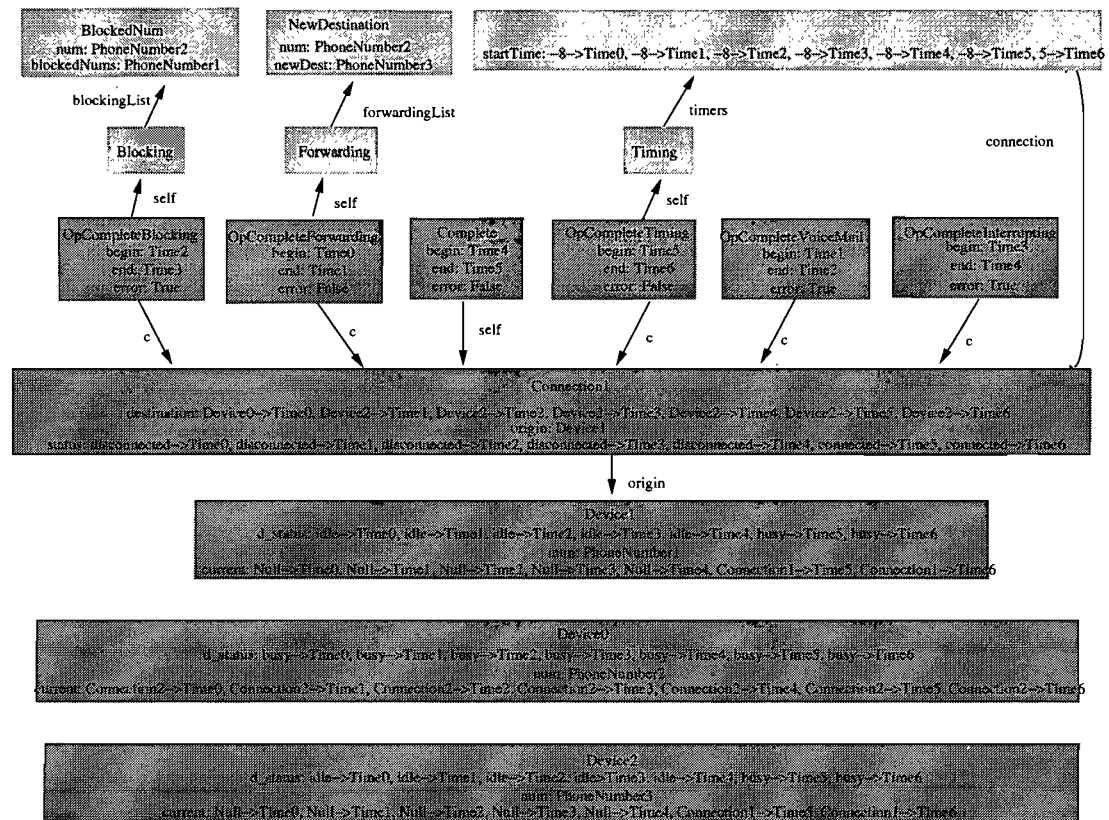 BlockedNum
num: PhoneNumber2
blockedNums: PhoneNumber1
NewDestination
num: PhoneNumber2
newDest: PhoneNumber3
startTime: -8->Time0, -8->Time1, -8->Time2, -8->Time3, -8->Time4, -8->Time5, 5->Time6
blockingList
forwardingList
timers
connection
Blocking
Forwarding
Timing
self
self
self
OpCompleteBlocking
begin: Time2
end: Time3
error: True
OpCompleteForwarding
begin: Time0
end: Time1
error: False
Complete
begin: Time4
end: Time5
error: False
OpCompleteTiming
begin: Time5
end: Time6
error: False
begin: Time1
end: Time2
error: True
OpCompleteInterrupting
begin: Time3
end: Time4
error: True
c
c
self
c
c
c
Connection1
destination: Device0->Time0, Device2->Time1, Device2->Time2, Device2->Time3, Device2->Time4, Device2->Time5, Device2->Time6
origin: Device1
status: disconnected->Time0, disconnected->Time1, disconnected->Time2, disconnected->Time3, disconnected->Time4, connected->Time5, connected->Time6
origin
Device1
d_status: idle->Time0, idle->Time1, idle->Time2, idle->Time3, idle->Time4, busy->Time5, busy->Time6
num: PhoneNumber1
current: Null->Time0, Null->Time1, Null->Time2, Null->Time3, Null->Time4, Connection1->Time5, Connection1->Time6
Device0
d_status: busy->Time0, busy->Time1, busy->Time2, busy->Time3, busy->Time4, busy->Time5, busy->Time6
num: PhoneNumber2
current: Connection2->Time0, Connection2->Time1, Connection2->Time2, Connection2->Time3, Connection2->Time4, Connection2->Time5, Connection2->Time6
Device2
d_status: idle->Time0, idle->Time1, idle->Time2, idle->Time3, idle->Time4, busy->Time5, busy->Time6
num: PhoneNumber3
current: Null->Time0, Null->Time1, Null->Time2, Null->Time3, Null->Time4, Connection1->Time5, Connection1->Time6